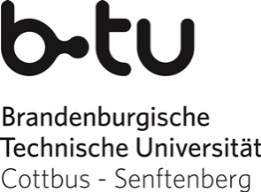 b-tu
Brandenburgische
Technische Universität
Cottbus - Senftenberg